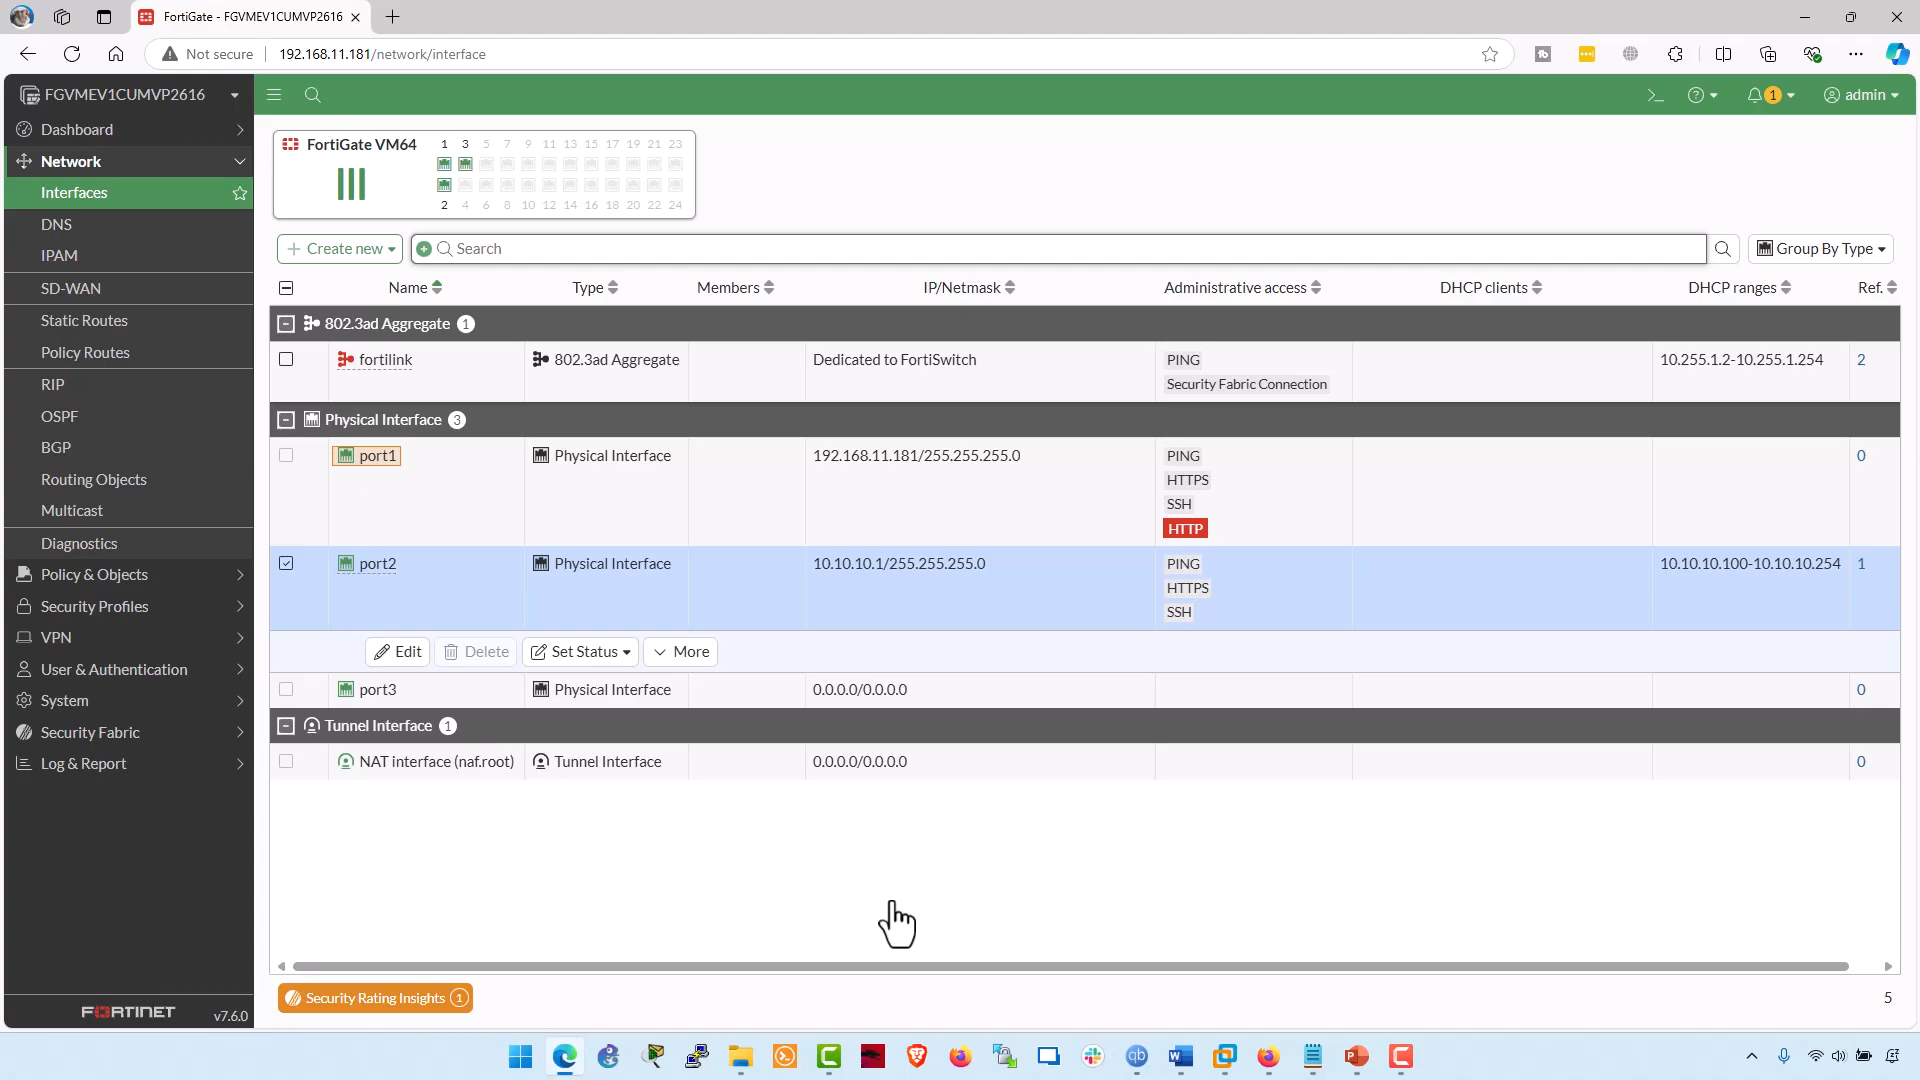 FortiGate - FGVMEV1CUMVP2616
Not secure
192.168.11.181/network/interface
FGVMEV1CUMVP2616
1
admin
Dashboard
Network
Interfaces
DNS
IPAM
SD-WAN
Static Routes
Policy Routes
RIP
OSPF
BGP
Routing Objects
Multicast
Diagnostics
Policy & Objects
Security Profiles
VPN
User & Authentication
System
Security Fabric
Log & Report
FORTINET v7.6.0
FortiGate VM64
1 3 5 7 9 11 13 15 17 19 21 23
2 4 6 8 10 12 14 16 18 20 22 24
Create new
Search
Group By Type
Name Type Members IP/Netmask Administrative access DHCP clients DHCP ranges Ref.
802.3ad Aggregate 1
fortilink 802.3ad Aggregate Dedicated to FortiSwitch PING 10.255.1.2-10.255.1.254 2
Security Fabric Connection
Physical Interface 3
port1 Physical Interface 192.168.11.181/255.255.255.0 PING 0
HTTPS
SSH
HTTP
port2 Physical Interface 10.10.10.1/255.255.255.0 PING 10.10.10.100-10.10.10.254 1
HTTPS
SSH
Edit Delete Set Status More
port3 Physical Interface 0.0.0.0/0.0.0.0 0
Tunnel Interface 1
NAT interface (naf.root) Tunnel Interface 0.0.0.0/0.0.0.0 0
Security Rating Insights 1
5